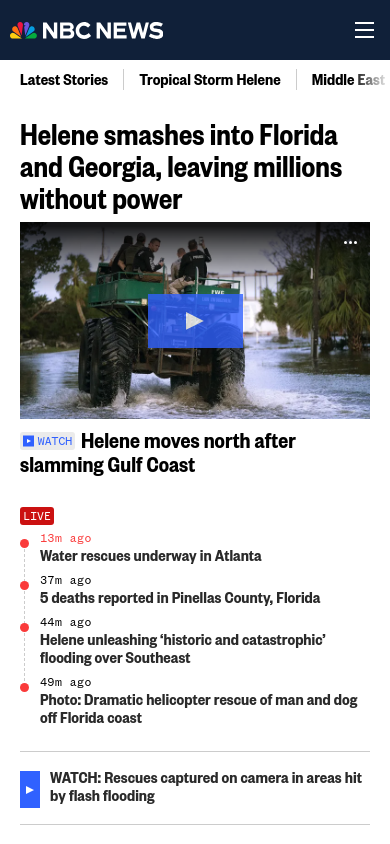 NBC NEWS
Latest Stories
Tropical Storm Helene
Middle East
Helene smashes into Florida
and Georgia, leaving millions
without power
FWC
WATCH Helene moves north after
slamming Gulf Coast
LIVE
13m ago
Water rescues underway in Atlanta
37m ago
5 deaths reported in Pinellas County, Florida
44m ago
Helene unleashing ‘historic and catastrophic’
flooding over Southeast
49m ago
Photo: Dramatic helicopter rescue of man and dog
off Florida coast
WATCH: Rescues captured on camera in areas hit
by flash flooding